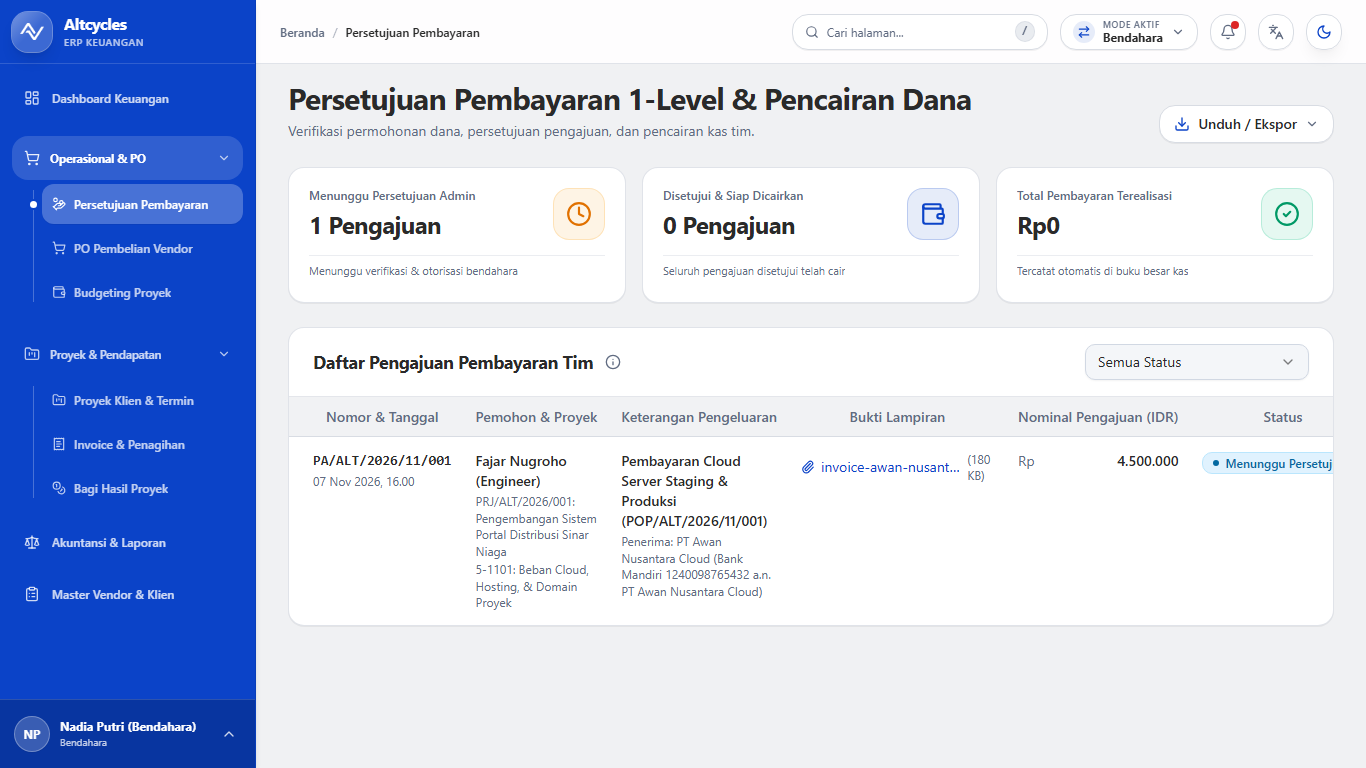 Altcycles
ERP KEUANGAN
Dashboard Keuangan
Operasional & PO
Persetujuan Pembayaran
PO Pembelian Vendor
Budgeting Proyek
Proyek & Pendapatan
Proyek Klien & Termin
Invoice & Penagihan
Bagi Hasil Proyek
Akuntansi & Laporan
Master Vendor & Klien
NP
Nadia Putri (Bendahara)
Bendahara
Beranda / Persetujuan Pembayaran
Cari halaman... /
MODE AKTIF
Bendahara
Persetujuan Pembayaran 1-Level & Pencairan Dana
Verifikasi permohonan dana, persetujuan pengajuan, dan pencairan kas tim.
Unduh / Ekspor
Menunggu Persetujuan Admin
1 Pengajuan
Menunggu verifikasi & otorisasi bendahara
Disetujui & Siap Dicairkan
0 Pengajuan
Seluruh pengajuan disetujui telah cair
Total Pembayaran Terealisasi
Rp0
Tercatat otomatis di buku besar kas
Daftar Pengajuan Pembayaran Tim
Semua Status
Nomor & Tanggal Pemohon & Proyek Keterangan Pengeluaran Bukti Lampiran Nominal Pengajuan (IDR) Status
PA/ALT/2026/11/001
07 Nov 2026, 16.00
Fajar Nugroho
(Engineer)
PRJ/ALT/2026/001:
Pengembangan Sistem
Portal Distribusi Sinar
Niaga
5-1101: Beban Cloud,
Hosting, & Domain
Proyek
Pembayaran Cloud
Server Staging &
Produksi
(POP/ALT/2026/11/001)
Penerima: PT Awan
Nusantara Cloud (Bank
Mandiri 1240098765432 a.n.
PT Awan Nusantara Cloud)
invoice-awan-nusant...
(180
KB)
Rp 4.500.000
Menunggu Persetuj